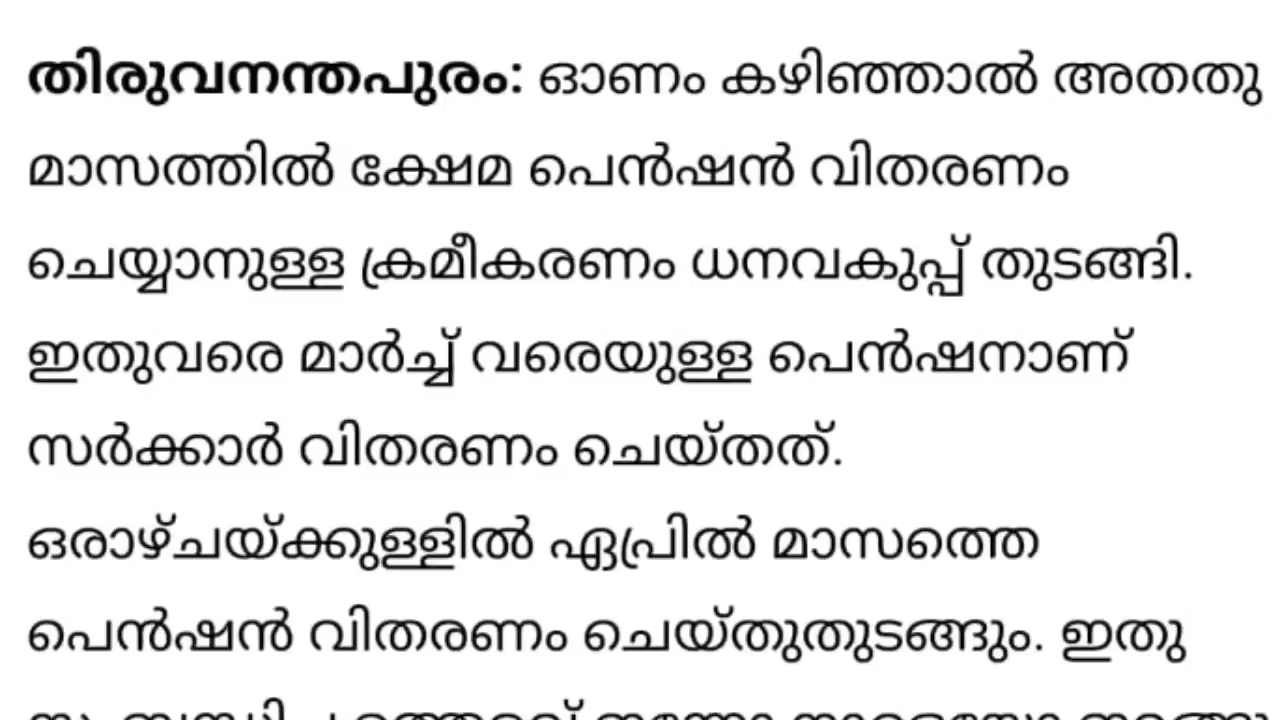 തിരുവനന്തപുരം: ഓണം കഴിഞ്ഞാൽ അതതു
മാസത്തിൽ ക്ഷേമ പെൻഷൻ വിതരണം
ചെയ്യാനുള്ള ക്രമീകരണം ധനവകുപ്പ് തുടങ്ങി.
ഇതുവരെ മാർച്ച് വരെയുള്ള പെൻഷനാണ്
സർക്കാർ വിതരണം ചെയ്തത്.
ഒരാഴ്ചയ്ക്കുള്ളിൽ ഏപ്രിൽ മാസത്തെ
പെൻഷൻ വിതരണം ചെയ്തുതുടങ്ങും. ഇതു